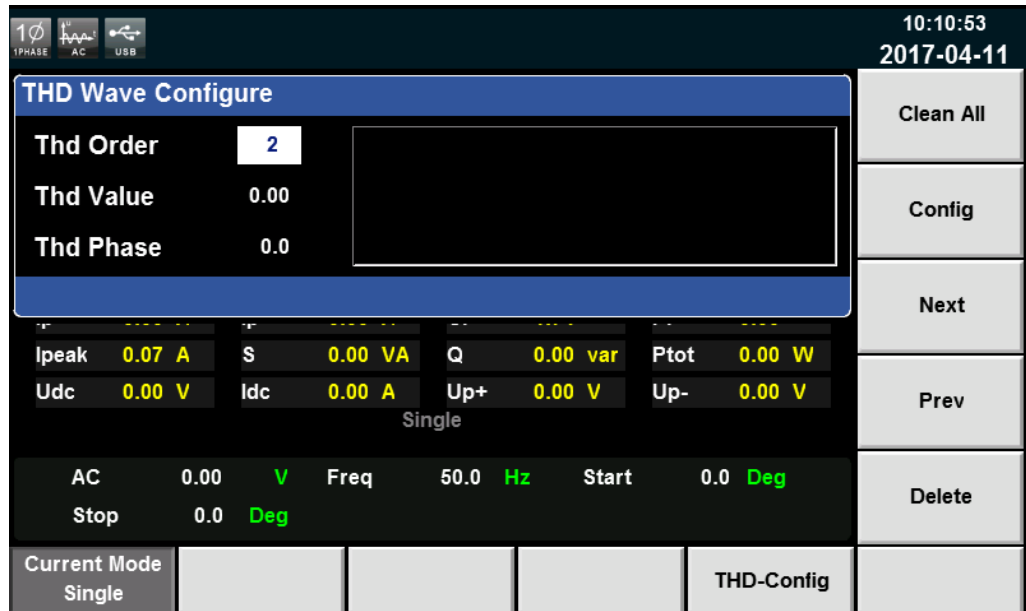 1Ø
1PHASE
U
t
AC
USB
10:10:53
2017-04-11
THD Wave Configure
Thd Order 2
Thd Value 0.00
Thd Phase 0.0
Ipeak 0.07 A S 0.00 VA Q 0.00 var Ptot 0.00 W
Udc 0.00 V Idc 0.00 A Up+ 0.00 V Up- 0.00 V
Single
AC 0.00 V Freq 50.0 Hz Start 0.0 Deg
Stop 0.0 Deg
Clean All
Config
Next
Prev
Delete
Current Mode
Single
THD-Config